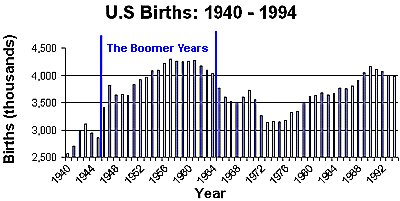 U.S Births: 1940 - 1994
The Boomer Years
Births (thousands)
4,500
4,000
3,500
3,000
2,500
1940 1944 1948 1952 1956 1960 1964 1968 1972 1976 1980 1984 1988 1992
Year